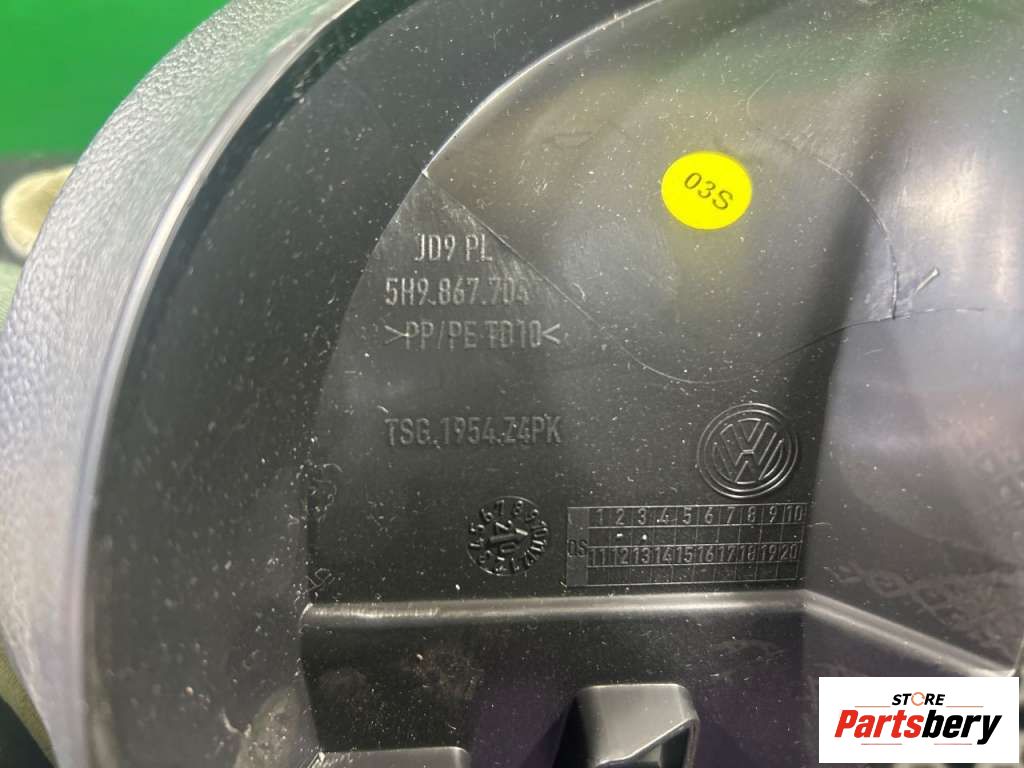 03S
JD9 PL
5H9.867.704
>PP/PE TD10<
TSG.1954.Z4PK
1 2 3 4 5 6 7 8 9 10
QS
11 12 13 14 15 16 17 18 19 20
STORE
Partsbery